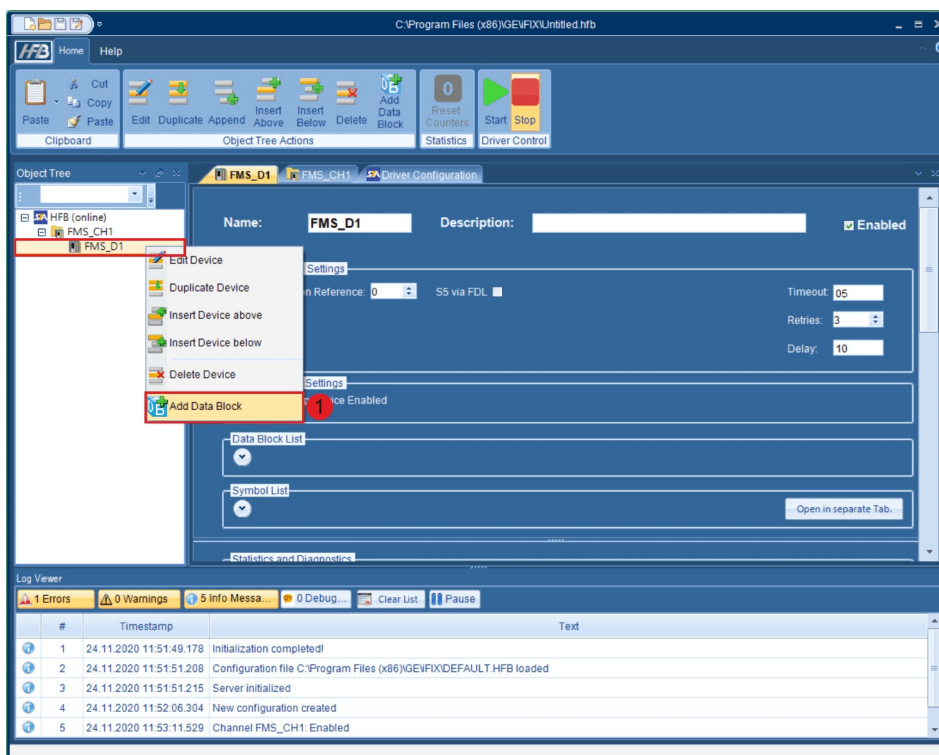 C:\Program Files (x86)\GE\iFIX\Untitled.hfb
HFB Home Help
Cut
Copy
Paste Paste
Edit Duplicate Append Insert Above Insert Below Delete Add Data Block
0 Reset Counters
Start Stop
Clipboard Object Tree Actions Statistics Driver Control
Object Tree
FMS_D1 FMS_CH1 Driver Configuration
HFB (online)
FMS_CH1
FMS_D1
Name: FMS_D1 Description: Enabled
Edit Device
Duplicate Device
Insert Device above
Insert Device below
Delete Device
Add Data Block
1
Settings
n Reference: 0 S5 via FDL Timeout: 05
Retries: 3
Delay: 10
Settings
ice Enabled
Data Block List
Symbol List
Open in separate Tab.
Statistics and Diagnostics
Log Viewer
1 Errors 0 Warnings 5 Info Messa... 0 Debug... Clear List Pause
# Timestamp Text
1 24.11.2020 11:51:49.178 Initialization completed!
2 24.11.2020 11:51:51.208 Configuration file C:\Program Files (x86)\GE\iFIX\DEFAULT.HFB loaded
3 24.11.2020 11:51:51.215 Server initialized
4 24.11.2020 11:52:06.304 New configuration created
5 24.11.2020 11:53:11.529 Channel FMS_CH1: Enabled